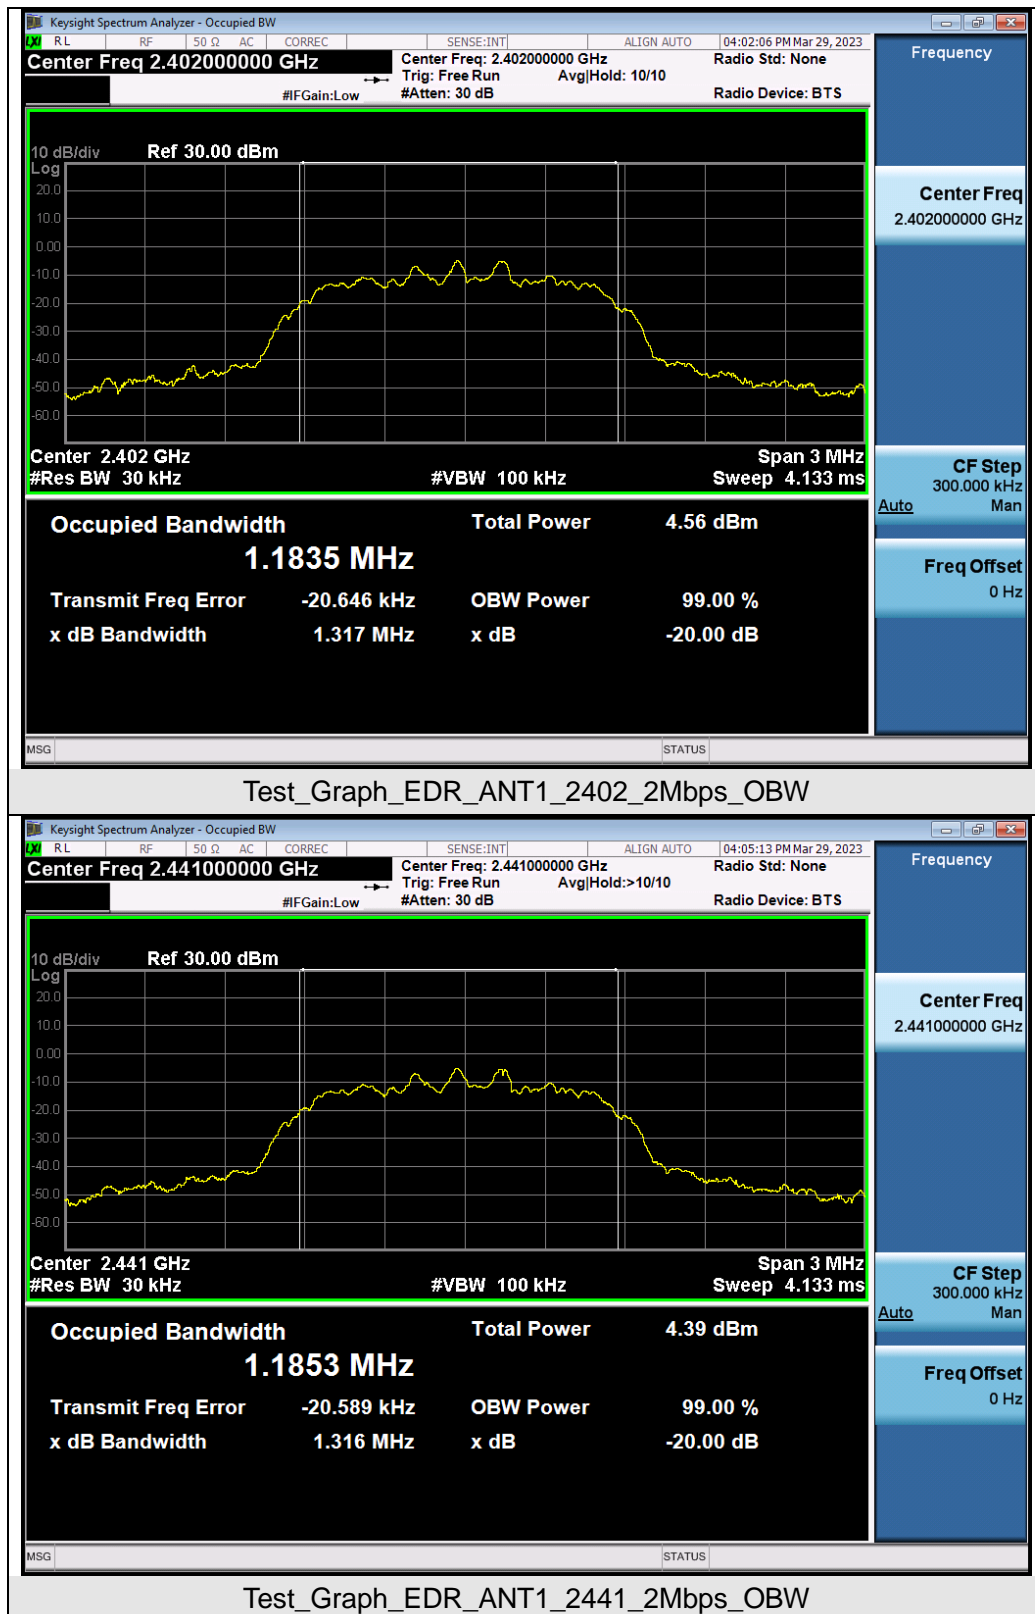 Keysight Spectrum Analyzer - Occupied BW
LXI RL RF 50 Ω AC CORREC SENSE:INT ALIGN AUTO 04:02:06 PM Mar 29, 2023
Center Freq 2.402000000 GHz
Center Freq: 2.402000000 GHz
Radio Std: None
Trig: Free Run Avg|Hold: 10/10
#IFGain:Low
#Atten: 30 dB
Radio Device: BTS
Frequency
10 dB/div Ref 30.00 dBm
Log
20.0
10.0
0.00
-10.0
-20.0
-30.0
-40.0
-50.0
-60.0
Center 2.402 GHz Span 3 MHz
#Res BW 30 kHz #VBW 100 kHz Sweep 4.133 ms
Center Freq
2.402000000 GHz
CF Step
300.000 kHz
Auto Man
Freq Offset
0 Hz
Occupied Bandwidth Total Power 4.56 dBm
1.1835 MHz
Transmit Freq Error -20.646 kHz OBW Power 99.00 %
x dB Bandwidth 1.317 MHz x dB -20.00 dB
MSG STATUS
Test_Graph_EDR_ANT1_2402_2Mbps_OBW
Keysight Spectrum Analyzer - Occupied BW
LXI RL RF 50 Ω AC CORREC SENSE:INT ALIGN AUTO 04:05:13 PM Mar 29, 2023
Center Freq 2.441000000 GHz
Center Freq: 2.441000000 GHz
Radio Std: None
Trig: Free Run Avg|Hold:>10/10
#IFGain:Low
#Atten: 30 dB
Radio Device: BTS
Frequency
10 dB/div Ref 30.00 dBm
Log
20.0
10.0
0.00
-10.0
-20.0
-30.0
-40.0
-50.0
-60.0
Center 2.441 GHz Span 3 MHz
#Res BW 30 kHz #VBW 100 kHz Sweep 4.133 ms
Center Freq
2.441000000 GHz
CF Step
300.000 kHz
Auto Man
Freq Offset
0 Hz
Occupied Bandwidth Total Power 4.39 dBm
1.1853 MHz
Transmit Freq Error -20.589 kHz OBW Power 99.00 %
x dB Bandwidth 1.316 MHz x dB -20.00 dB
MSG STATUS
Test_Graph_EDR_ANT1_2441_2Mbps_OBW